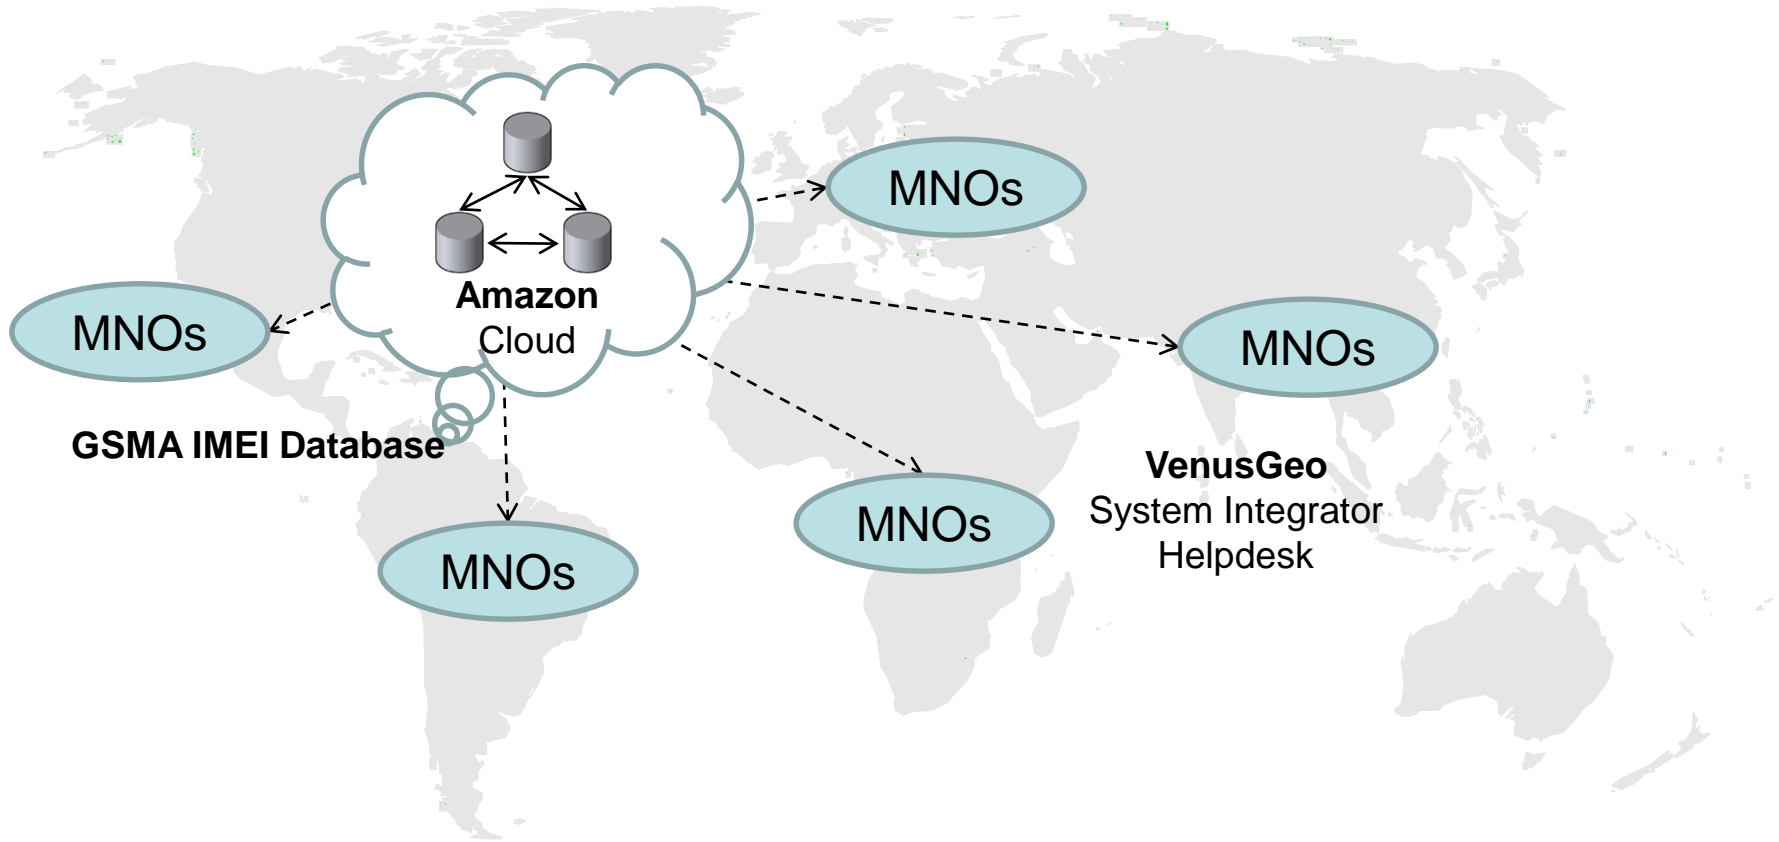 MNOs
Amazon
Cloud
MNOs
MNOs
GSMA IMEI Database
VenusGeo
System Integrator
Helpdesk
MNOs
MNOs